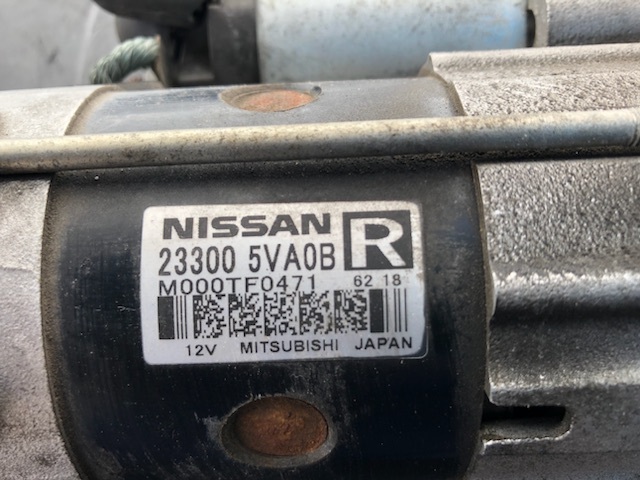 NISSAN R
23300 5VA0B
M000TF0471 62 18
12V MITSUBISHI JAPAN